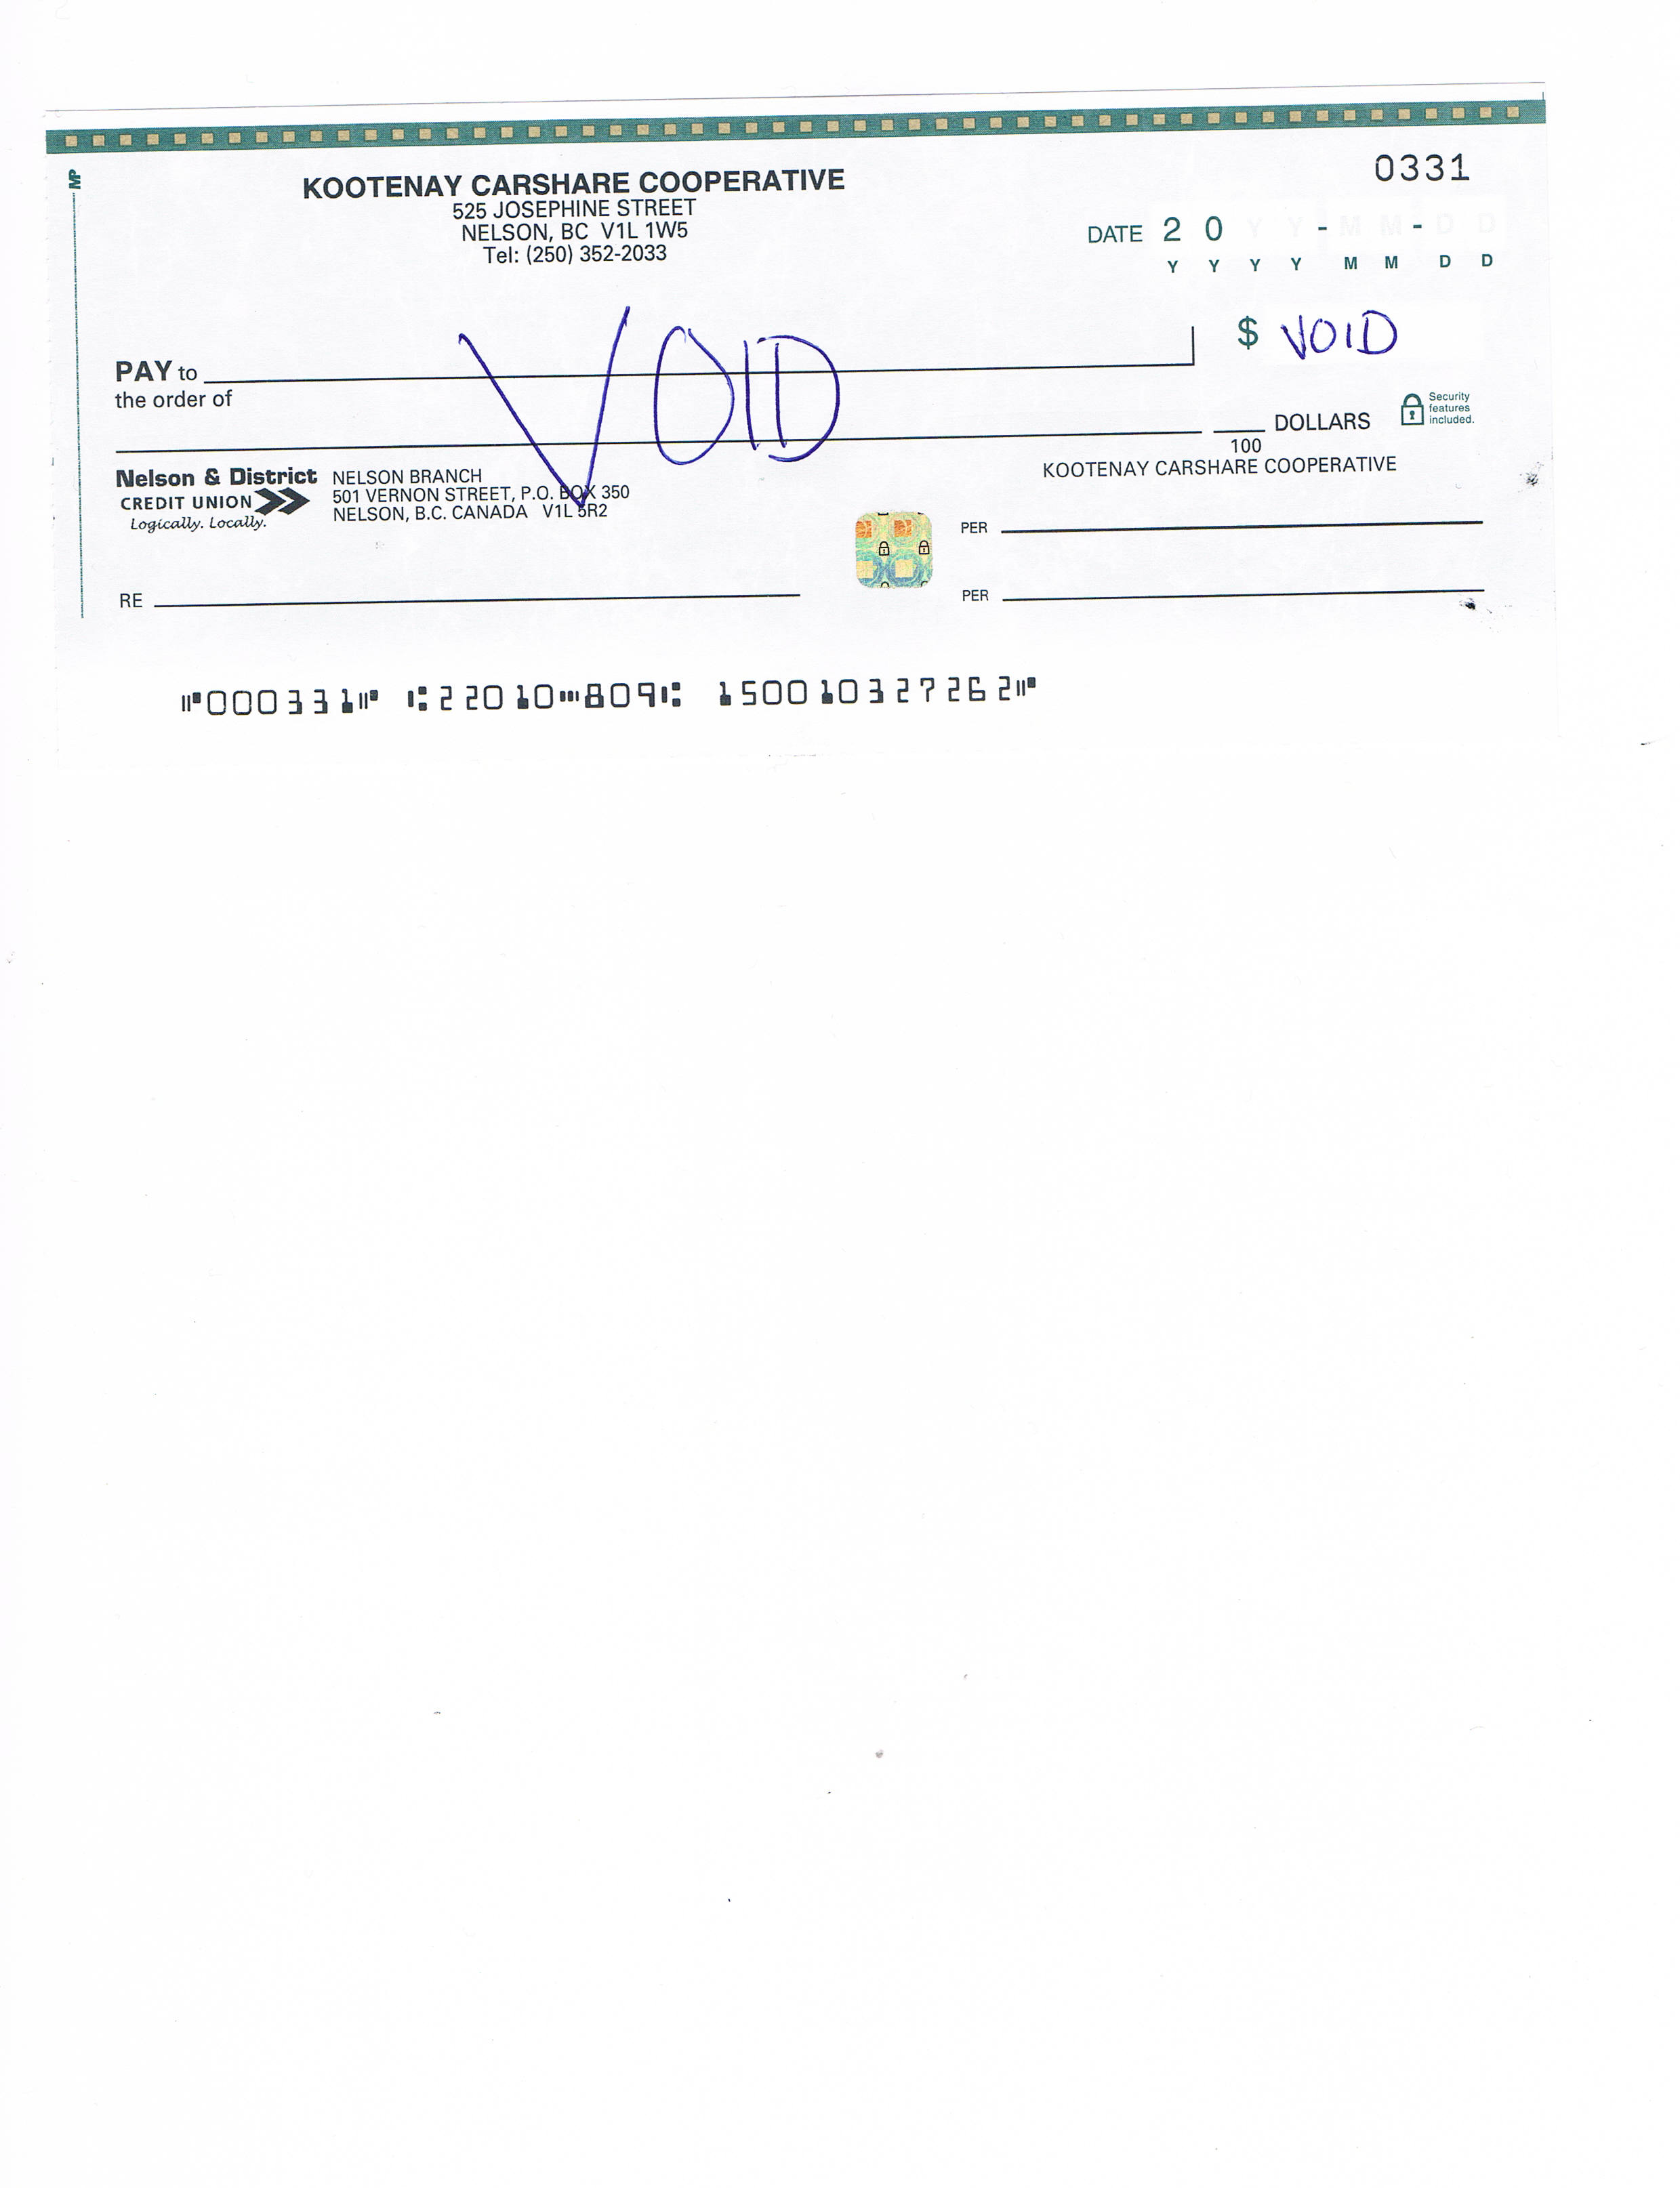 MP
KOOTENAY CARSHARE COOPERATIVE
525 JOSEPHINE STREET
NELSON, BC V1L 1W5
Tel: (250) 352-2033
0331
DATE 2 0 Y Y - M M - D D
Y Y Y Y M M D D
PAY to
the order of
VOID
$ VOID
100 DOLLARS
Security
features
included.
Nelson & District
CREDIT UNION
Logically. Locally.
NELSON BRANCH
501 VERNON STREET, P.O. BOX 350
NELSON, B.C. CANADA V1L 5R2
KOOTENAY CARSHARE COOPERATIVE
PER
PER
RE
⑈000331⑈ ⑆22010⑉809⑆ 150010327262⑈